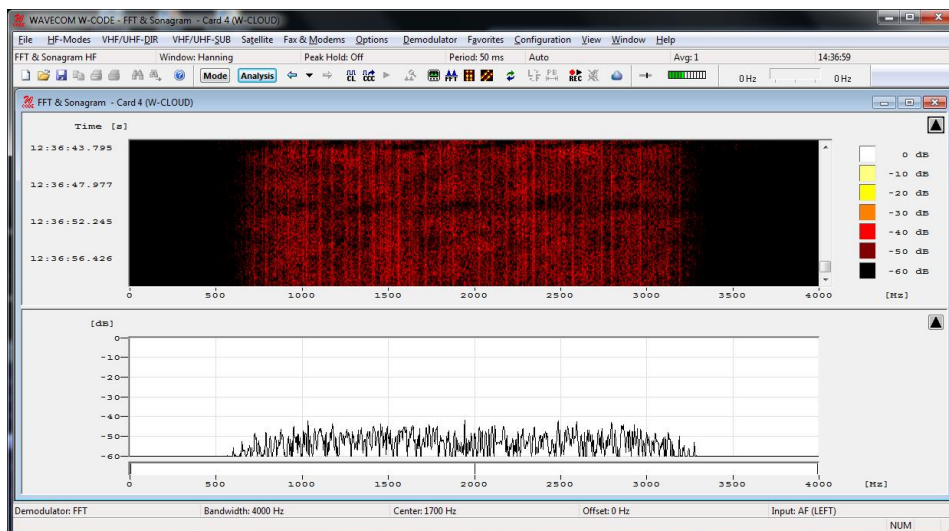 WAVECOM W-CODE - FFT & Sonagram - Card 4 (W-CLOUD)
File HF-Modes VHF/UHF-DIR VHF/UHF-SUB Satellite Fax & Modems Options Demodulator Favorites Configuration View Window Help
FFT & Sonagram HF Window: Hanning Peak Hold: Off Period: 50 ms Auto Avg: 1 14:36:59
Mode Analysis CL CCC FFT REC 0 Hz 0 Hz
FFT & Sonagram - Card 4 (W-CLOUD)
Time [s]
12:36:43.795
12:36:47.977
12:36:52.245
12:36:56.426
0 dB
-10 dB
-20 dB
-30 dB
-40 dB
-50 dB
-60 dB
0 500 1000 1500 2000 2500 3000 3500 4000 [Hz]
[dB]
0
-10
-20
-30
-40
-50
-60
0 500 1000 1500 2000 2500 3000 3500 4000 [Hz]
Demodulator: FFT Bandwidth: 4000 Hz Center: 1700 Hz Offset: 0 Hz Input: AF (LEFT)
NUM